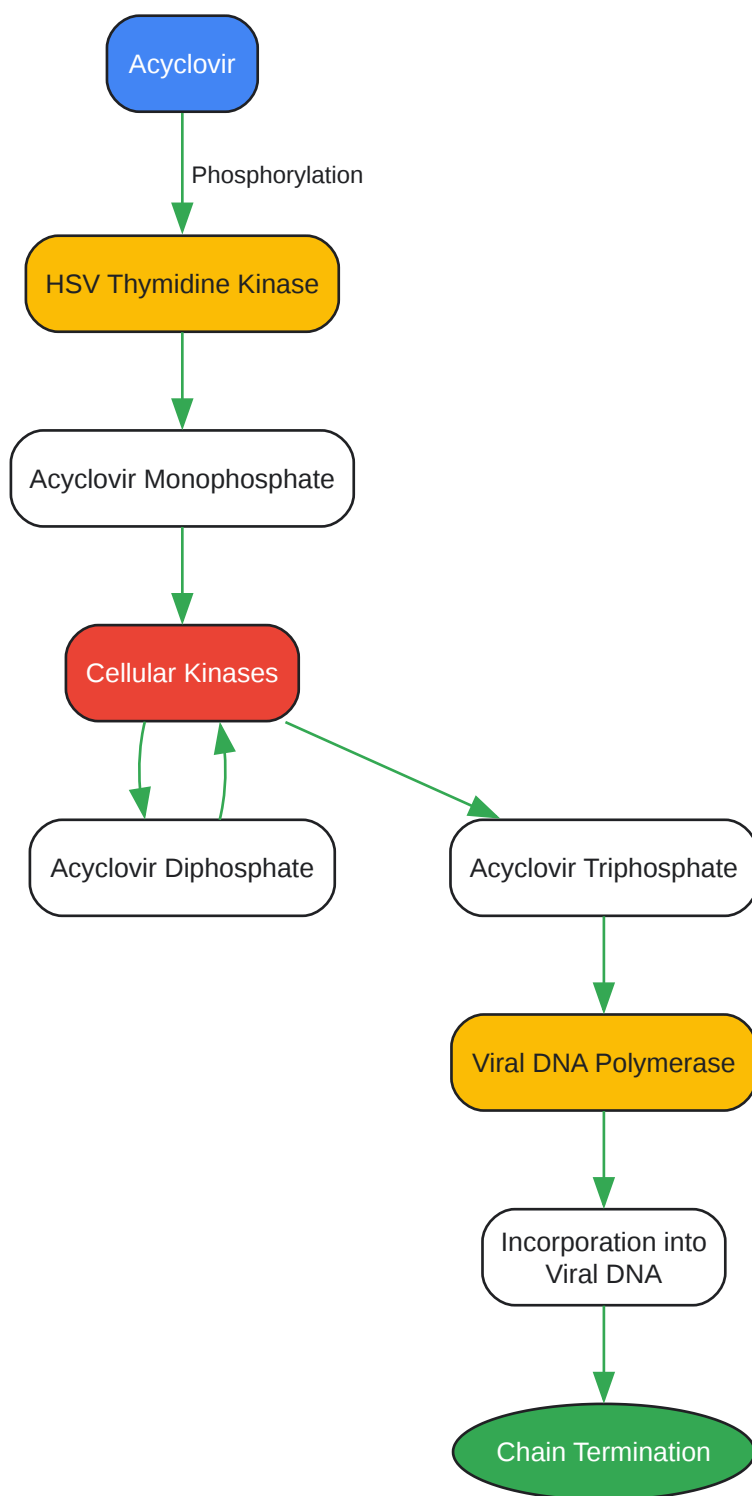 Acyclovir
Phosphorylation
HSV Thymidine Kinase
Acyclovir Monophosphate
Cellular Kinases
Acyclovir Diphosphate
Acyclovir Triphosphate
Viral DNA Polymerase
Incorporation into
Viral DNA
Chain Termination